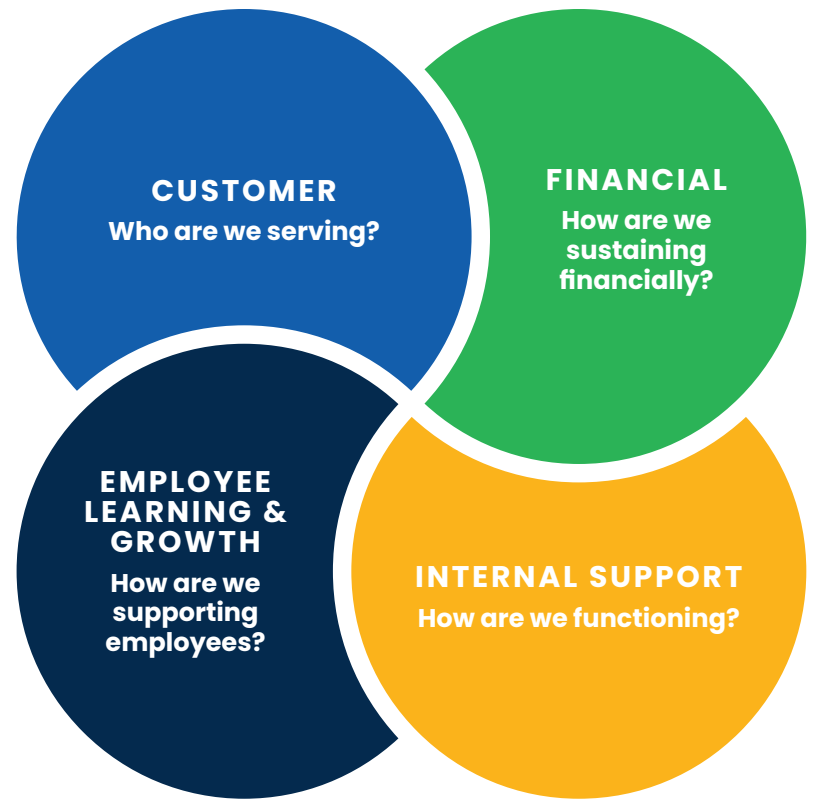 CUSTOMER
Who are we serving?
FINANCIAL
How are we
sustaining
financially?
EMPLOYEE
LEARNING &
GROWTH
How are we
supporting
employees?
INTERNAL SUPPORT
How are we functioning?